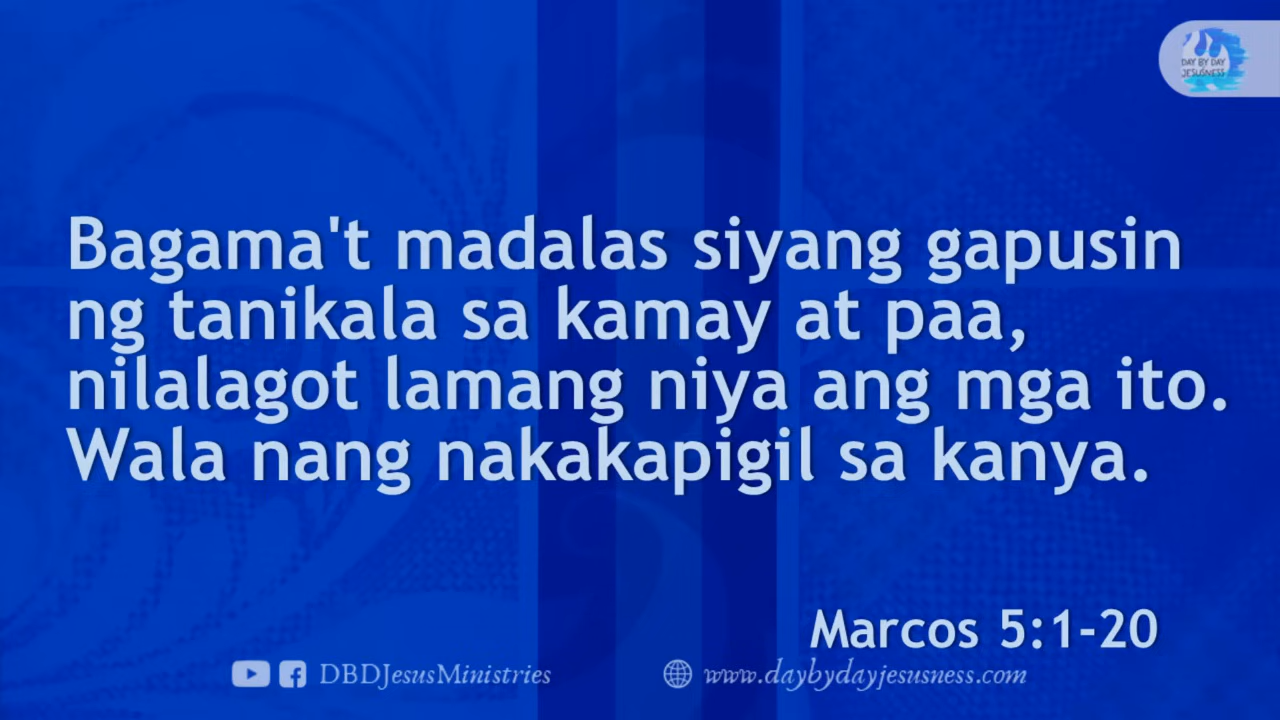 DAY BY DAY
JESUSNESS
Bagama't madalas siyang gapusin
ng tanikala sa kamay at paa,
nilalagot lamang niya ang mga ito.
Wala nang nakakapigil sa kanya.
Marcos 5:1-20
DBDJesusMinistries
www.daybydayjesusness.com